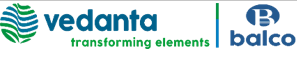 vedanta
transforming elements
B
balco